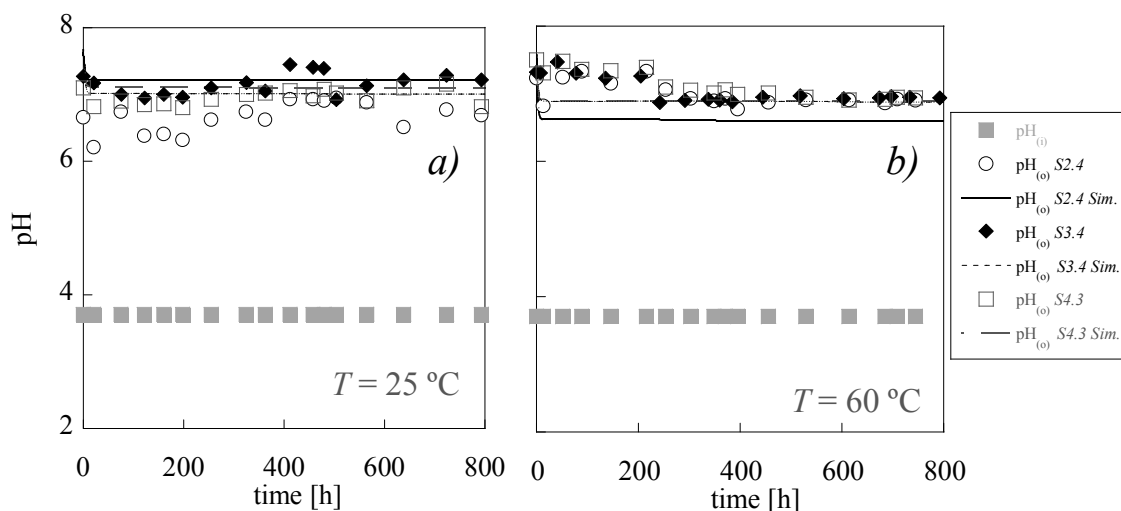 8
6
4
2
pH
a)
T = 25 ºC
0
200
400
600
800
time [h]
b)
T = 60 ºC
0
200
400
600
800
time [h]
pH(i)
pH(o) S2.4
pH(o) S2.4 Sim.
pH(o) S3.4
pH(o) S3.4 Sim.
pH(o) S4.3
pH(o) S4.3 Sim.